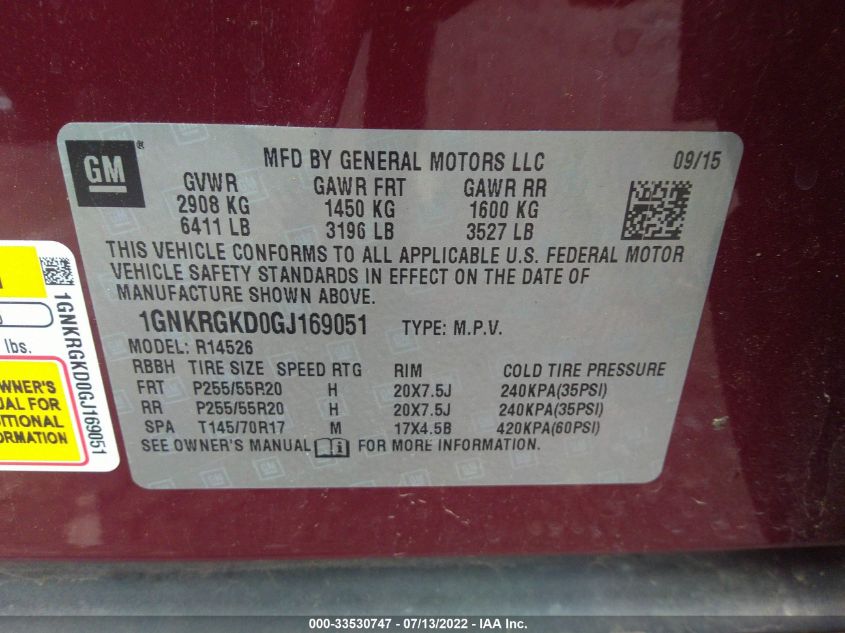 GM®
MFD BY GENERAL MOTORS LLC 09/15
GVWR GAWR FRT GAWR RR
2908 KG 1450 KG 1600 KG
6411 LB 3196 LB 3527 LB
THIS VEHICLE CONFORMS TO ALL APPLICABLE U.S. FEDERAL MOTOR
VEHICLE SAFETY STANDARDS IN EFFECT ON THE DATE OF
MANUFACTURE SHOWN ABOVE.
1GNKRGKD0GJ169051 TYPE: M.P.V.
MODEL: R14526
RBBH TIRE SIZE SPEED RTG RIM COLD TIRE PRESSURE
FRT P255/55R20 H 20X7.5J 240KPA(35PSI)
RR P255/55R20 H 20X7.5J 240KPA(35PSI)
SPA T145/70R17 M 17X4.5B 420KPA(60PSI)
SEE OWNER'S MANUAL FOR MORE INFORMATION.
lbs.
WNER'S
UAL FOR
DITIONAL
ORMATION
1GNKRGKD0GJ169051
000-33530747 - 07/13/2022 - IAA Inc.